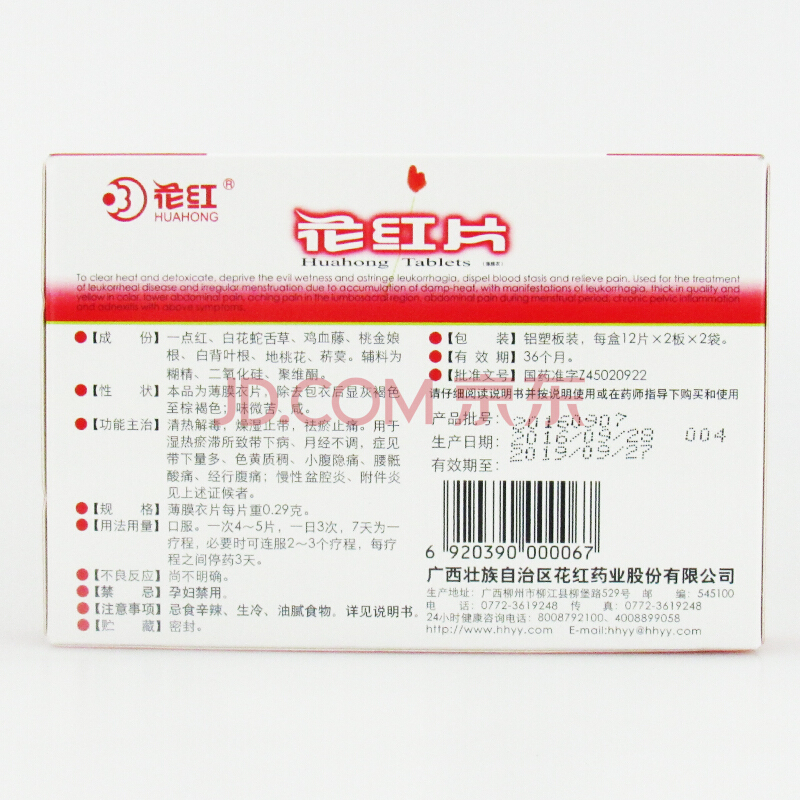 花红®
HUAHONG
花红片
Huahong Tablets
To clear heat and detoxicate, deprive the evil wetness and astringe leukorrhagia, dispel blood stasis and relieve pain. Used for the treatment
of leukorrheal disease and irregular menstruation due to accumulation of damp-heat, with manifestations of leukorrhagia, thick in quality and
yellow in color, lower abdominal pain, aching pain in the lumbosacral region, abdominal pain during menstrual period, chronic pelvic inflammation
and adnexitis with above symptoms.
●【成 份】一点红、白花蛇舌草、鸡血藤、桃金娘
根、白背叶根、地桃花、菥蓂。辅料为
糊精、二氧化硅、聚维酮。
●【性 状】本品为薄膜衣片,除去包衣后显灰褐色
至棕褐色;味微苦、咸。
●【功能主治】清热解毒,燥湿止带,祛瘀止痛。用于
湿热瘀滞所致带下病、月经不调,症见
带下量多、色黄质稠、小腹隐痛、腰骶
酸痛、经行腹痛;慢性盆腔炎、附件炎
见上述证候者。
●【规 格】薄膜衣片每片重0.29克。
●【用法用量】口服。一次4~5片,一日3次,7天为一
疗程,必要时可连服2~3个疗程,每疗
程之间停药3天。
●【不良反应】尚不明确。
●【禁 忌】孕妇禁用。
●【注意事项】忌食辛辣、生冷、油腻食物。详见说明书。
●【贮 藏】密封。
●【包 装】铝塑板装,每盒12片×2板×2袋。
●【有 效 期】36个月。
●【批准文号】国药准字Z45020922
请仔细阅读说明书并按说明使用或在药师指导下购买和使用
产品批号: 20160907
生产日期: 2016/09/28 004
有效期至: 2019/09/27
6 920390 000067
广西壮族自治区花红药业股份有限公司
生产地址:广西柳州市柳江县柳堡路529号 邮 编:545100
电 话:0772-3619248 传 真:0772-3619248
24小时健康咨询电话:8008792100、4008899058
http://www.hhyy.com E-mail:hhyy@hhyy.com
JD.COM 京东